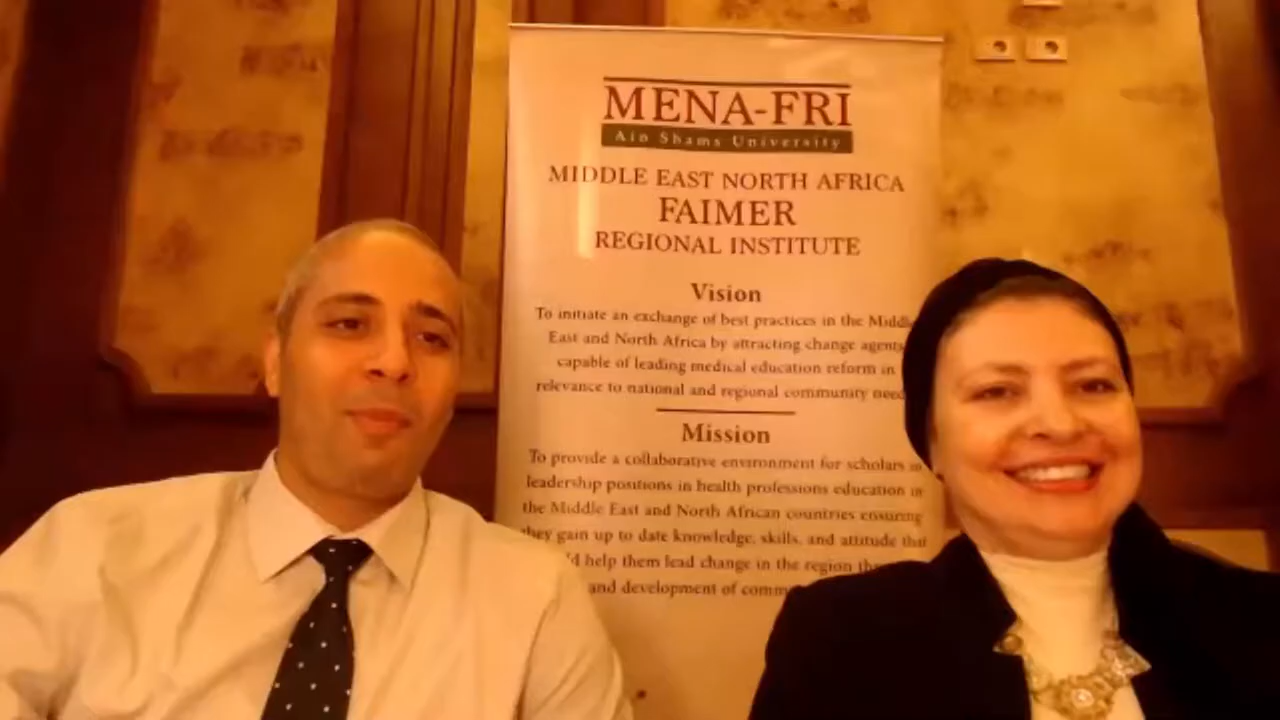 MENA-FRI
Ain Shams University
MIDDLE EAST NORTH AFRICA
FAIMER
REGIONAL INSTITUTE
Vision
To initiate an exchange of best practices in the Middle
East and North Africa by attracting change agents
capable of leading medical education reform in
relevance to national and regional community need
Mission
To provide a collaborative environment for scholars in
leadership positions in health professions education in
the Middle East and North African countries ensuring
they gain up to date knowledge, skills, and attitude that
help them lead change in the region
and development of